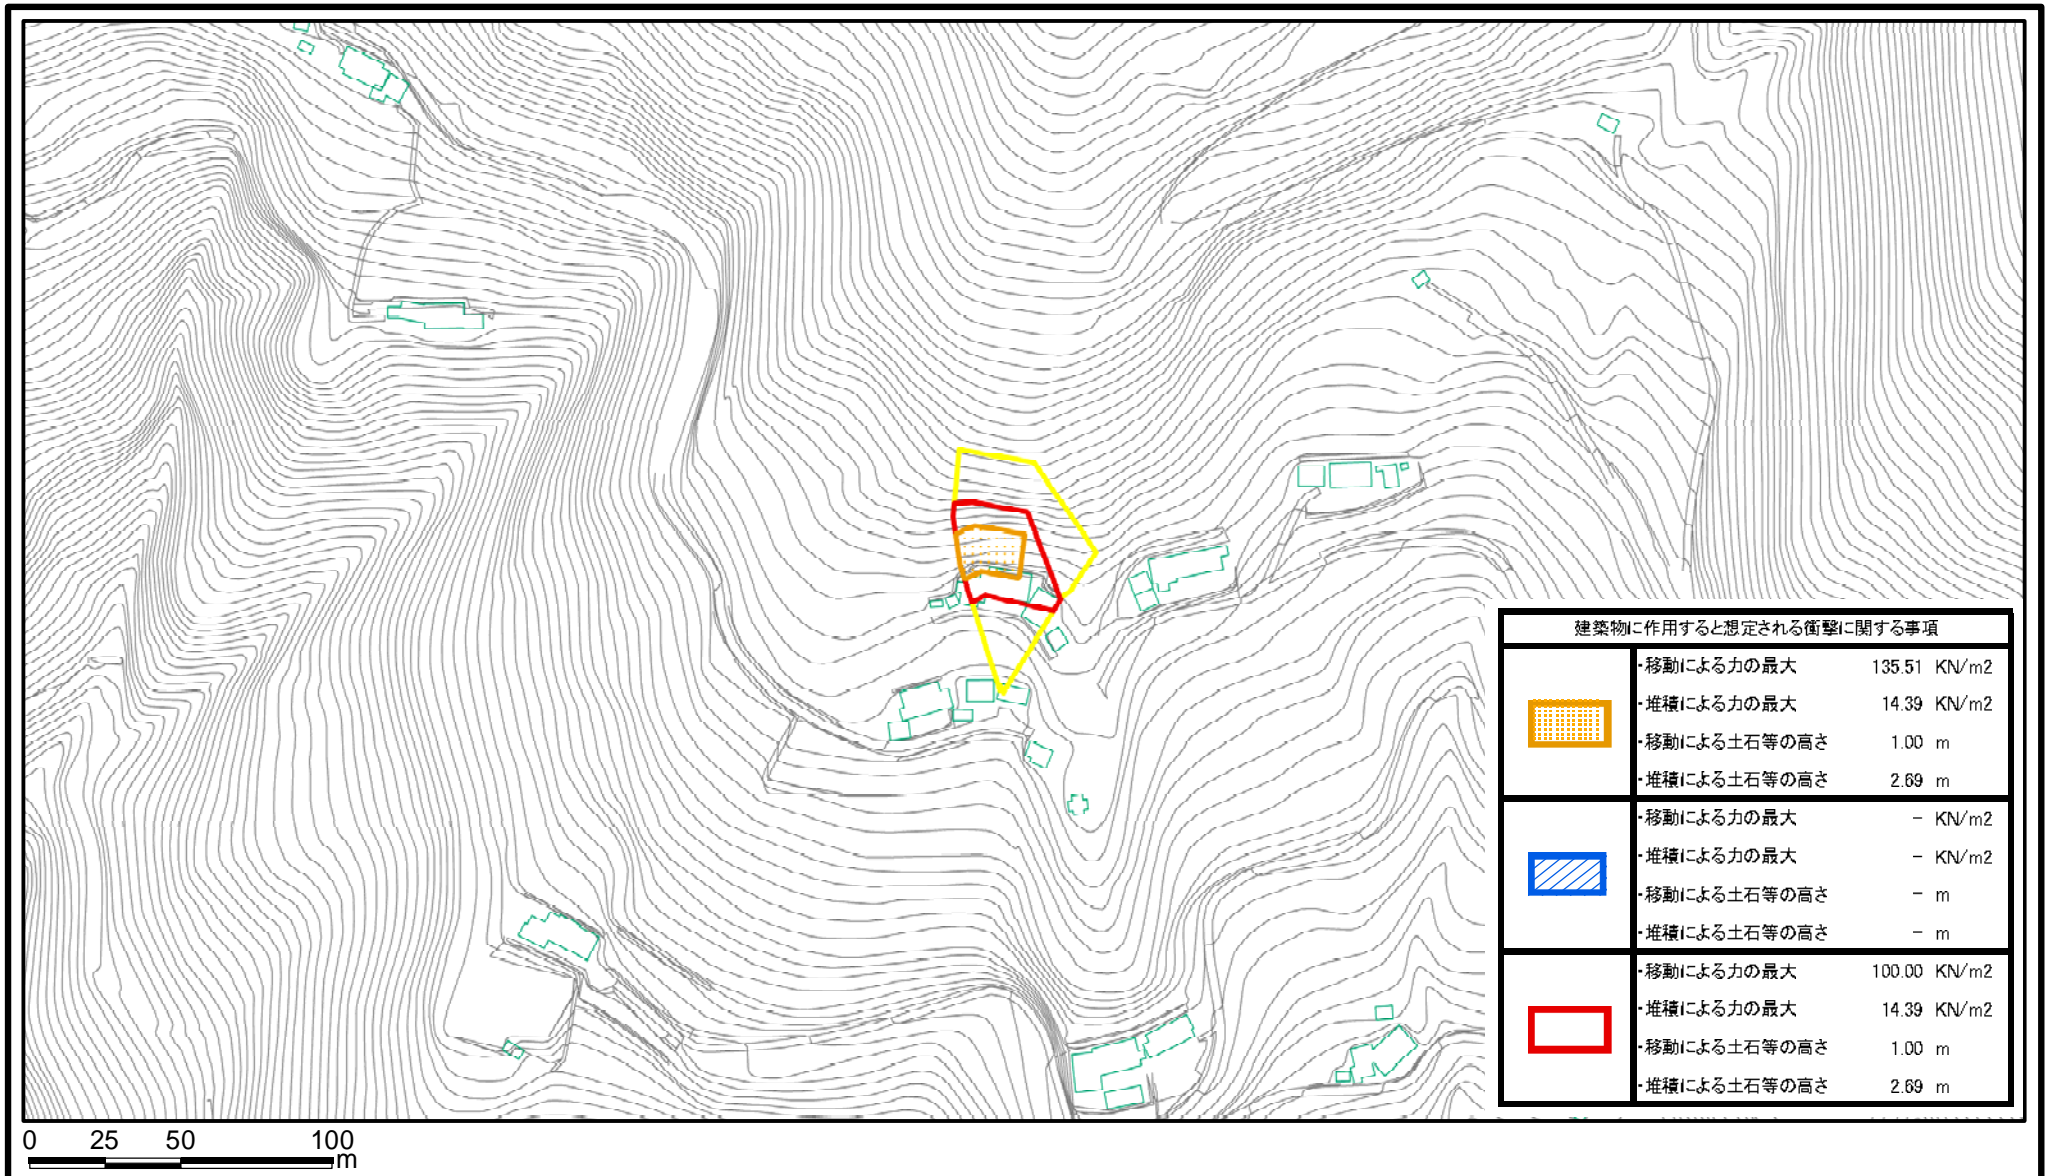 建築物に作用すると想定される衝撃に関する事項
・移動による力の最大 135.51 KN/m2
・堆積による力の最大 14.39 KN/m2
・移動による土石等の高さ 1.00 m
・堆積による土石等の高さ 2.69 m
・移動による力の最大 - KN/m2
・堆積による力の最大 - KN/m2
・移動による土石等の高さ - m
・堆積による土石等の高さ - m
・移動による力の最大 100.00 KN/m2
・堆積による力の最大 14.39 KN/m2
・移動による土石等の高さ 1.00 m
・堆積による土石等の高さ 2.69 m
0 25 50 100
m